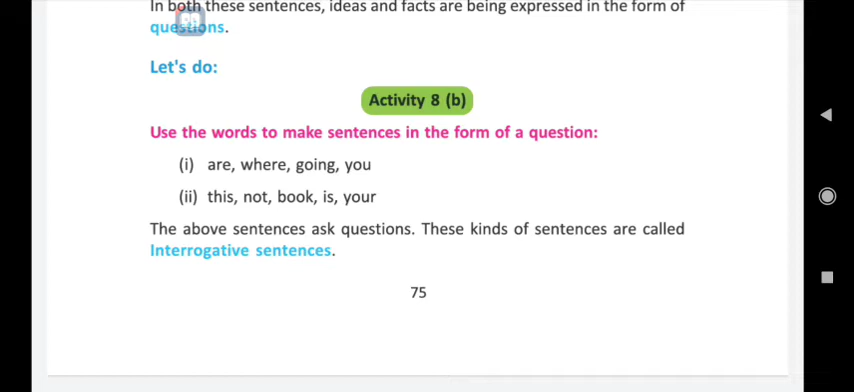 In both these sentences, ideas and facts are being expressed in the form of
questions.
Let's do:
Activity 8 (b)
Use the words to make sentences in the form of a question:
(i) are, where, going, you
(ii) this, not, book, is, your
The above sentences ask questions. These kinds of sentences are called
Interrogative sentences.
75